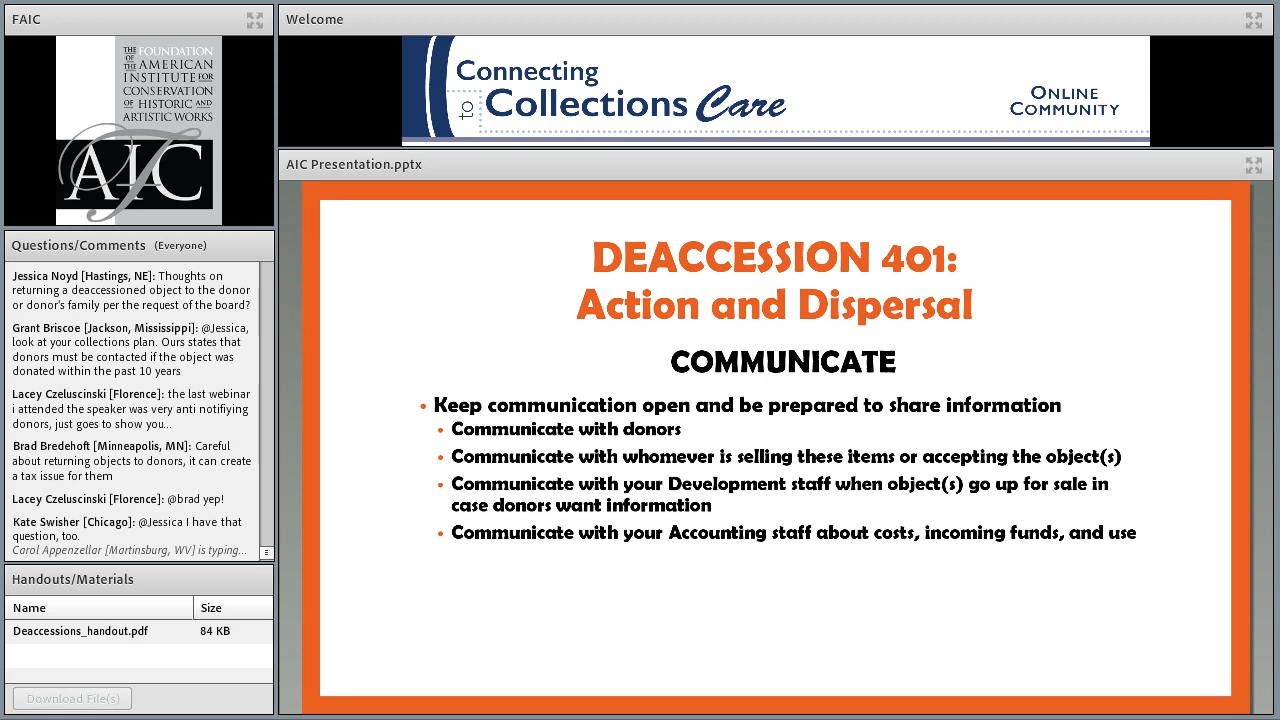 FAIC
THE FOUNDATION
OF THE AMERICAN
INSTITUTE FOR
CONSERVATION
OF HISTORIC AND
ARTISTIC WORKS
AIC
Questions/Comments (Everyone)
Jessica Noyd [Hastings, NE]: Thoughts on
returning a deaccessioned object to the donor
or donor's family per the request of the board?
Grant Briscoe [Jackson, Mississippi]: @Jessica,
look at your collections plan. Ours states that
donors must be contacted if the object was
donated within the past 10 years
Lacey Czeluscinski [Florence]: the last webinar
i attended the speaker was very anti notifying
donors, just goes to show you...
Brad Bredehoft [Minneapolis, MN]: Careful
about returning objects to donors, it can create
a tax issue for them
Lacey Czeluscinski [Florence]: @brad yep!
Kate Swisher [Chicago]: @Jessica I have that
question, too.
Carol Appenzellar [Martinsburg, WV] is typing...
Handouts/Materials
Name Size
Deaccessions_handout.pdf 84 KB
Download File(s)
Welcome
Connecting
to Collections Care
ONLINE
COMMUNITY
AIC Presentation.pptx
DEACCESSION 401:
Action and Dispersal
COMMUNICATE
• Keep communication open and be prepared to share information
• Communicate with donors
• Communicate with whomever is selling these items or accepting the object(s)
• Communicate with your Development staff when object(s) go up for sale in
case donors want information
• Communicate with your Accounting staff about costs, incoming funds, and use